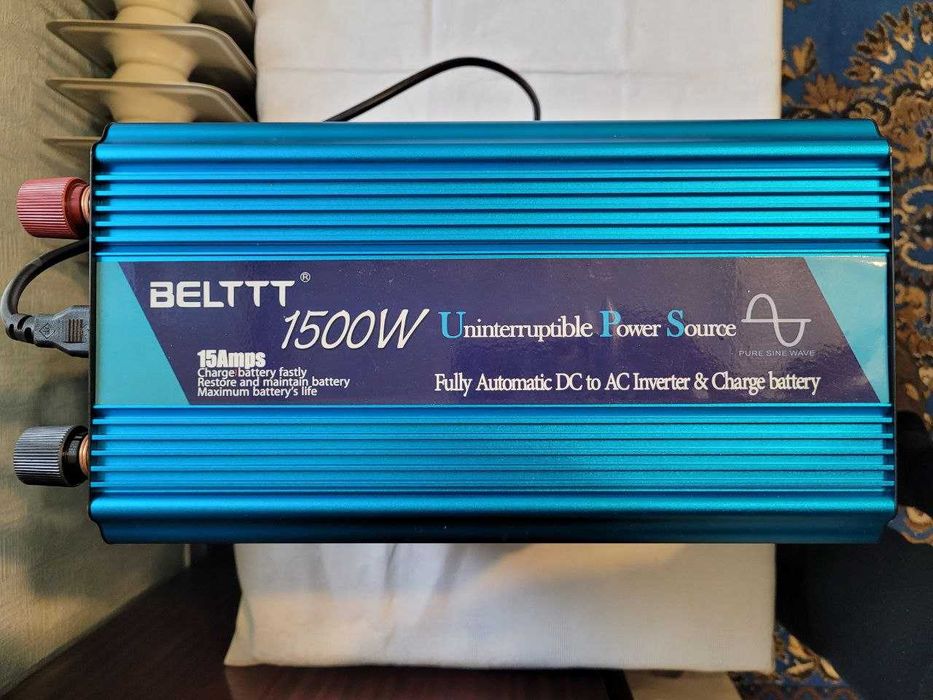 BELTTT®
1500W
15Amps
Charge battery fastly
Restore and maintain battery
Maximum battery's life
Uninterruptible Power Source
PURE SINE WAVE
Fully Automatic DC to AC Inverter & Charge battery